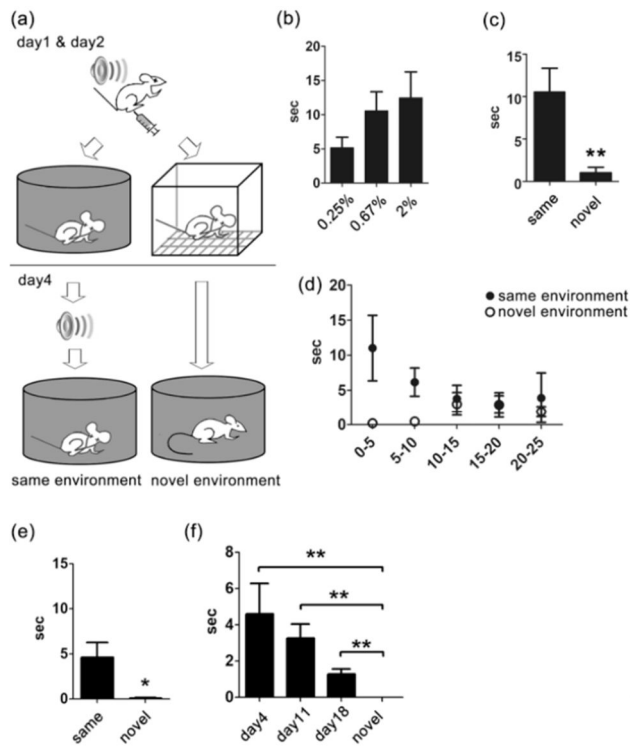 (a)
day1 & day2
day4
same environment
novel environment
(b)
sec
20
15
10
5
0
0.25%
0.67%
2%
(c)
sec
15
10
5
0
**
same
novel
(d)
sec
20
15
10
5
0
same environment
novel environment
0-5
5-10
10-15
15-20
20-25
(e)
sec
15
10
5
0
*
same
novel
(f)
sec
8
6
4
2
0
**
**
**
day4
day11
day18
novel